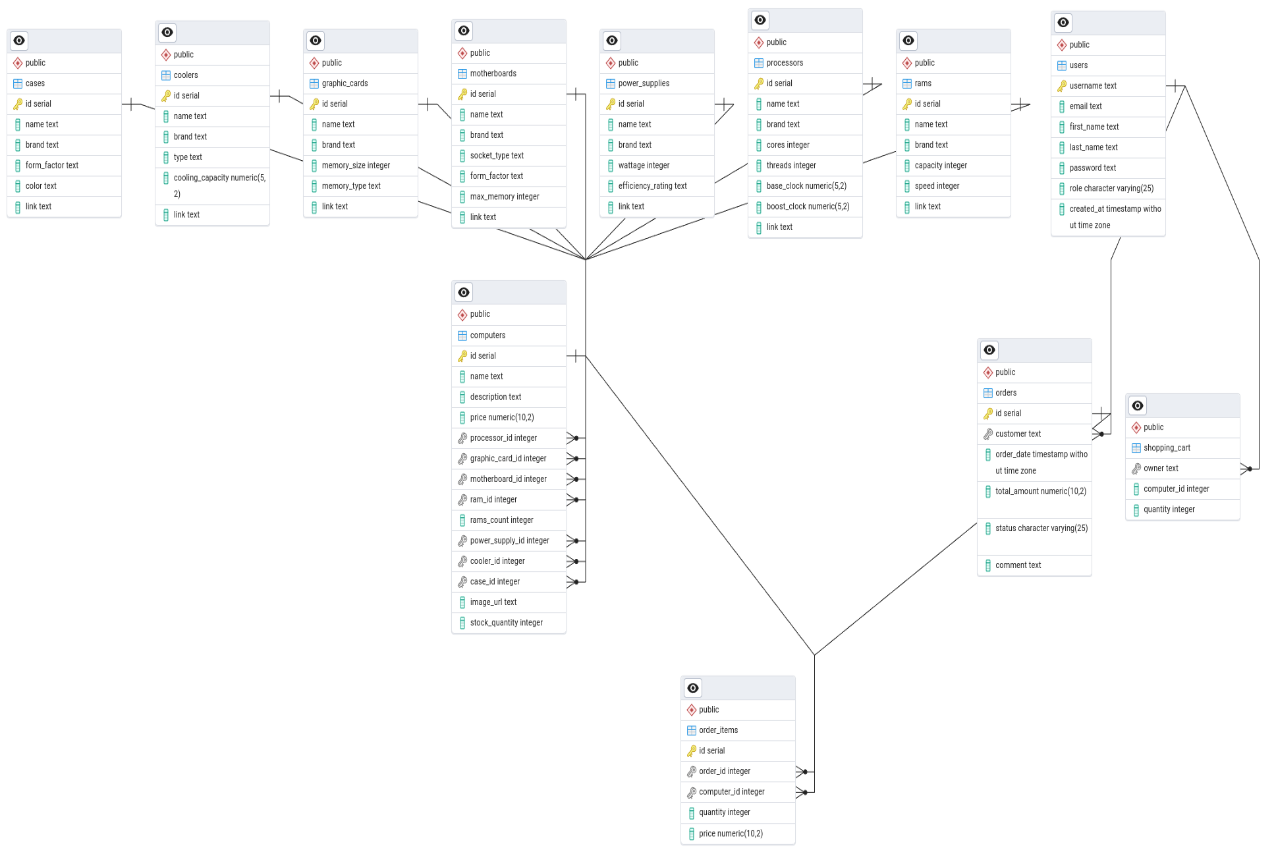 public
cases
id serial
name text
brand text
form_factor text
color text
link text
public
coolers
id serial
name text
brand text
type text
cooling_capacity numeric(5,
2)
link text
public
graphic_cards
id serial
name text
brand text
memory_size integer
memory_type text
link text
public
motherboards
id serial
name text
brand text
socket_type text
form_factor text
max_memory integer
link text
public
power_supplies
id serial
name text
brand text
wattage integer
efficiency_rating text
link text
public
processors
id serial
name text
brand text
cores integer
threads integer
base_clock numeric(5,2)
boost_clock numeric(5,2)
link text
public
rams
id serial
name text
brand text
capacity integer
speed integer
link text
public
users
username text
email text
first_name text
last_name text
password text
role character varying(25)
created_at timestamp witho
ut time zone
public
computers
id serial
name text
description text
price numeric(10,2)
processor_id integer
graphic_card_id integer
motherboard_id integer
ram_id integer
rams_count integer
power_supply_id integer
cooler_id integer
case_id integer
image_url text
stock_quantity integer
public
orders
id serial
customer text
order_date timestamp witho
ut time zone
total_amount numeric(10,2)
status character varying(25)
comment text
public
shopping_cart
owner text
computer_id integer
quantity integer
public
order_items
id serial
order_id integer
computer_id integer
quantity integer
price numeric(10,2)